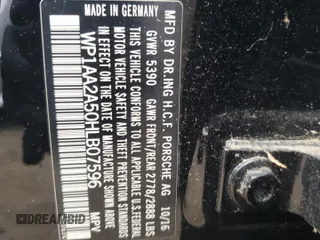 MADE IN GERMANY
MFD BY DR.ING H.C.F. PORSCHE AG 10/16
GVWR 5390 GAWR FRONT/REAR 2778/2888 LBS
THIS VEHICLE CONFORMS TO ALL APPLICABLE FEDERAL
MOTOR VEHICLE SAFETY AND THEFT PREVENTION STANDARDS
IN EFFECT ON THE DATE OF MANUFACTURE SHOWN ABOVE
WP1AA2A50HLB07596 MPV
DREAMBID